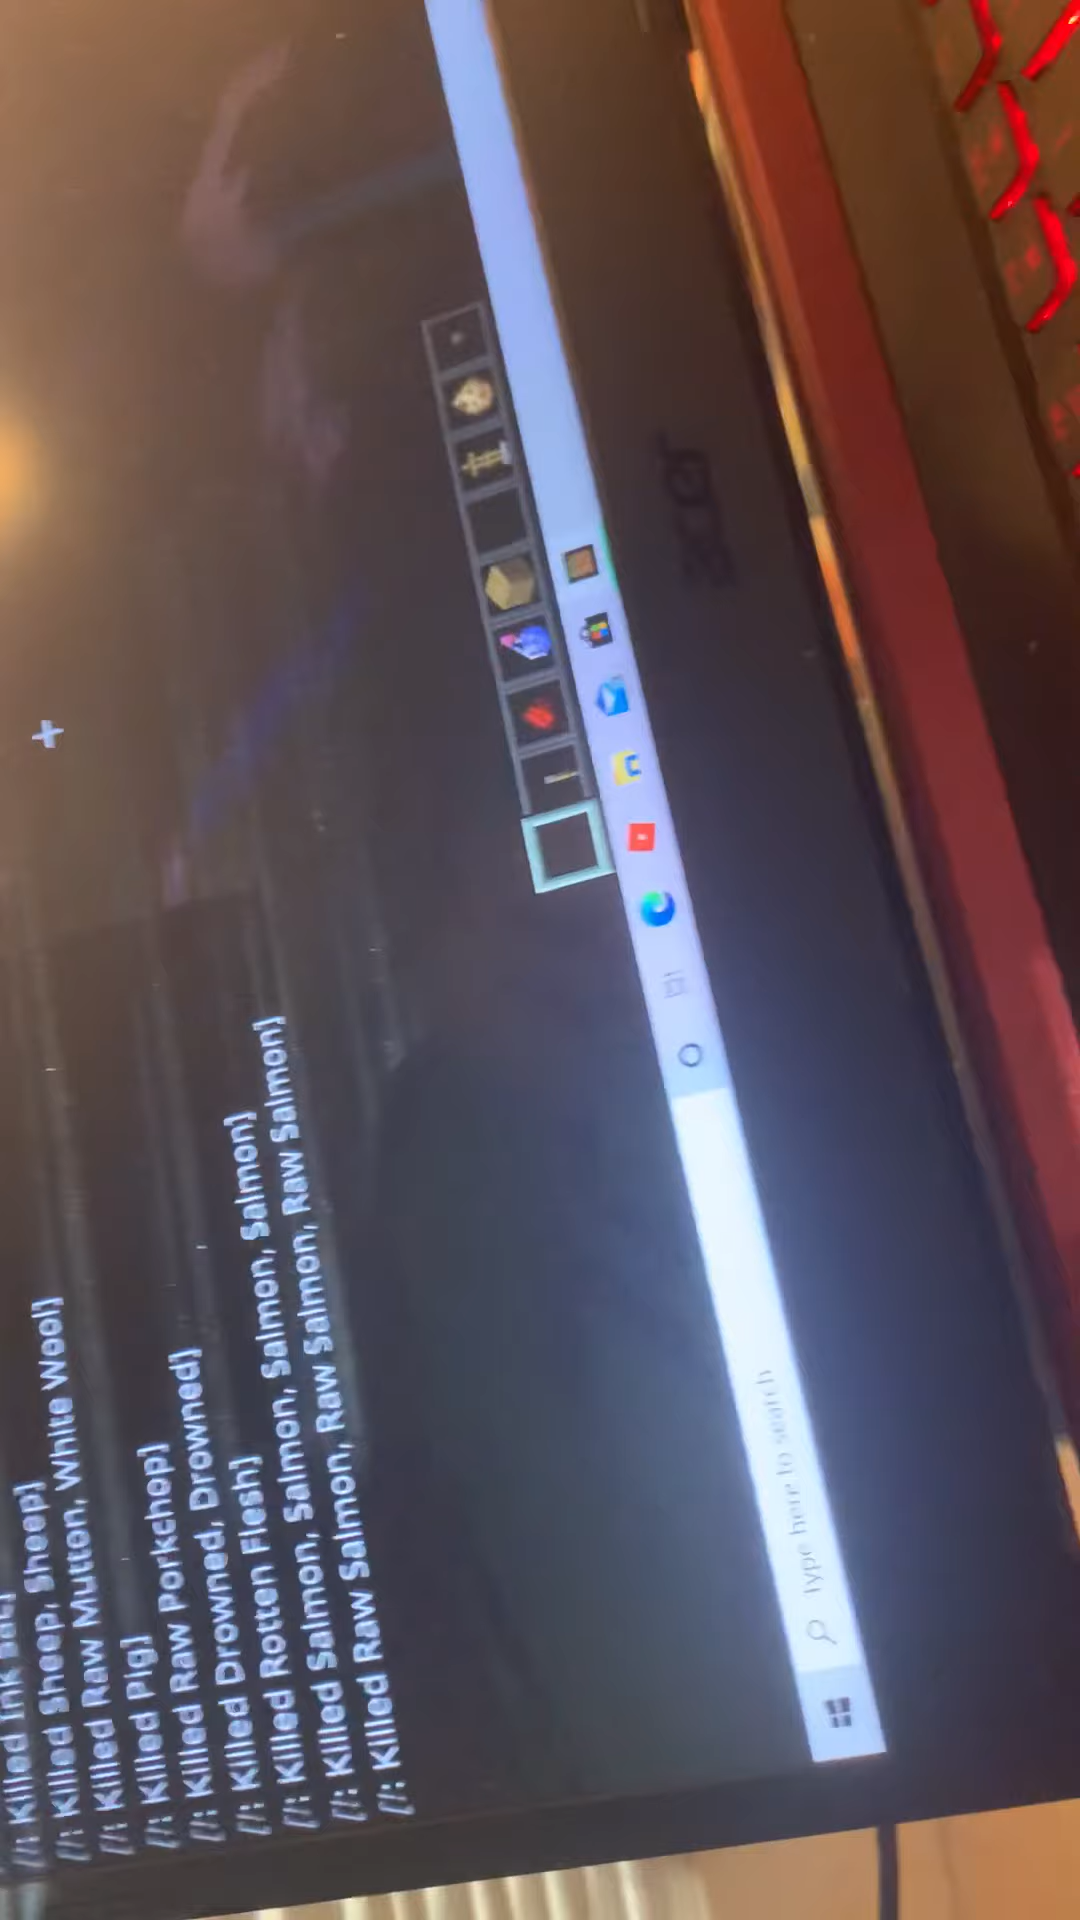 [/: Killed Ink Sac]
[/: Killed Sheep, Sheep]
[/: Killed Raw Mutton, White Wool]
[/: Killed Pig]
[/: Killed Raw Porkchop]
[/: Killed Drowned, Drowned]
[/: Killed Rotten Flesh]
[/: Killed Salmon, Salmon, Salmon, Salmon]
[/: Killed Raw Salmon, Raw Salmon, Raw Salmon, Raw Salmon]
Type here to search
acer